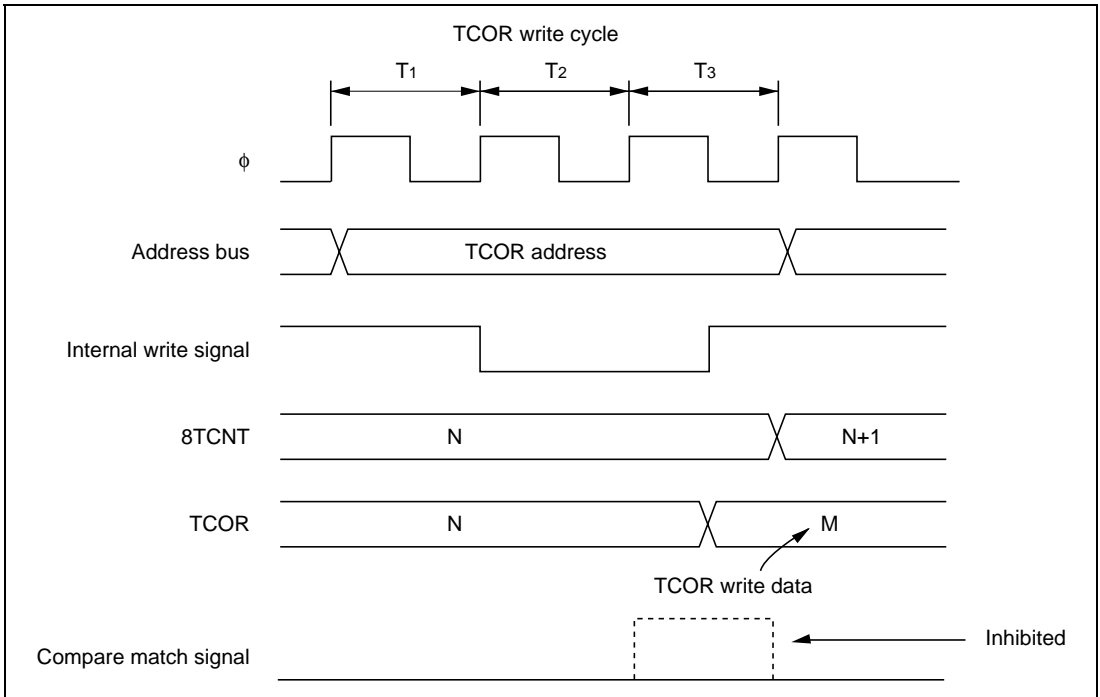 TCOR write cycle
T1 T2 T3
φ
Address bus TCOR address
Internal write signal
8TCNT N N+1
TCOR N M
TCOR write data
Inhibited
Compare match signal